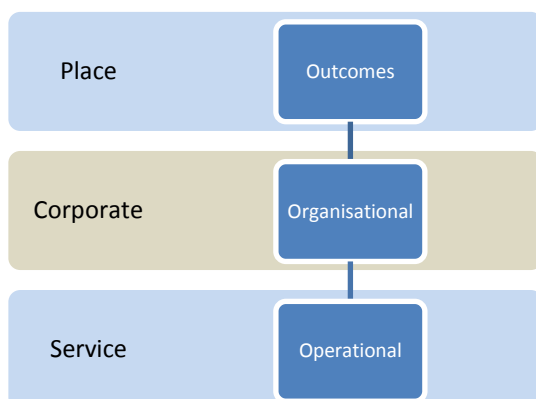 Place
Outcomes
Corporate
Organisational
Service
Operational